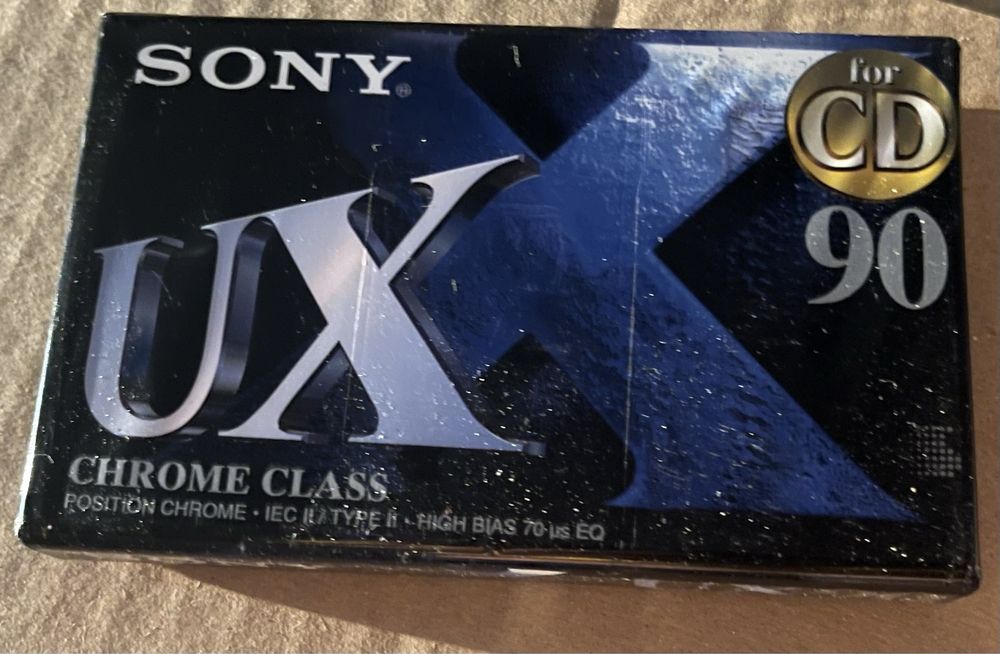 SONY®
for
CD
90
UX
CHROME CLASS
POSITION CHROME · IEC II / TYPE II · HIGH BIAS 70 µs EQ